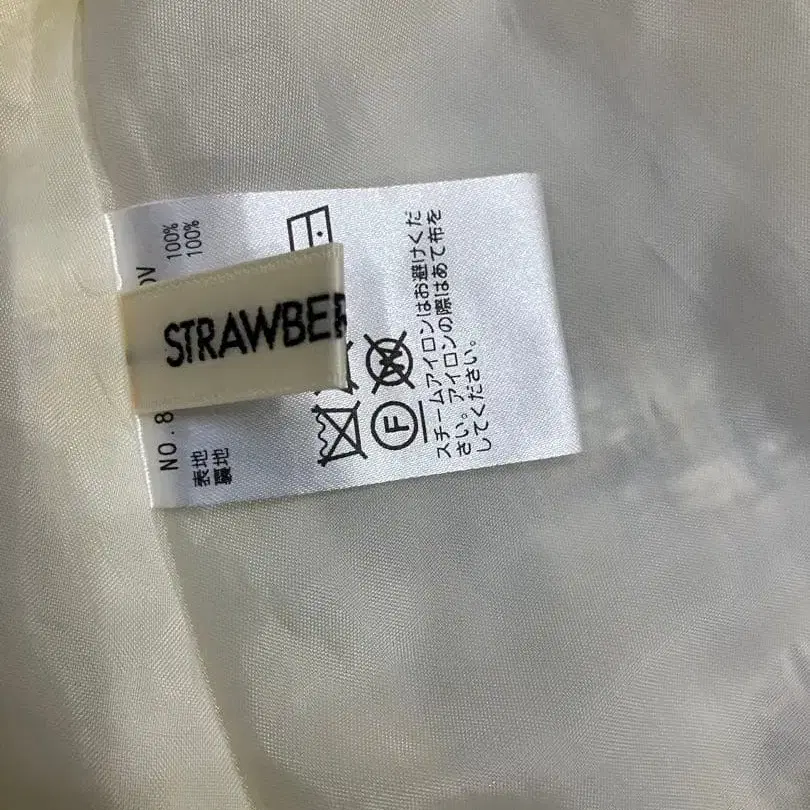 STRAWBE
NO.8
OV
表地
100%
裏地
100%
F
W
スチームアイロンはお避けくだ
さい。アイロンの際はあて布を
してください。